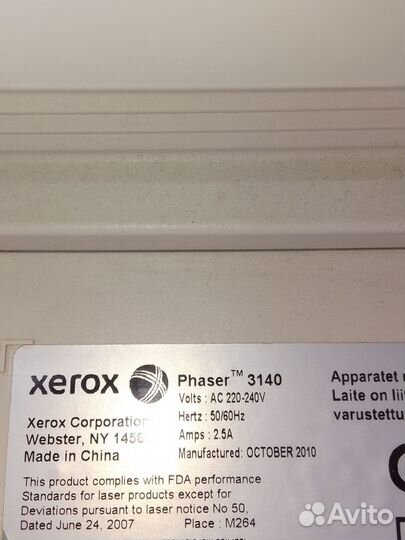 xerox Phaser™ 3140
Volts : AC 220-240V
Hertz : 50/60Hz
Amps : 2.5A
Manufactured: OCTOBER 2010
Xerox Corporation
Webster, NY
Made in China
This product complies with FDA performance
Standards for laser products except for
Deviations pursuant to laser notice No 50,
Dated June 24, 2007 Place : M264
Apparatet
Laite on
varustettu
Avito